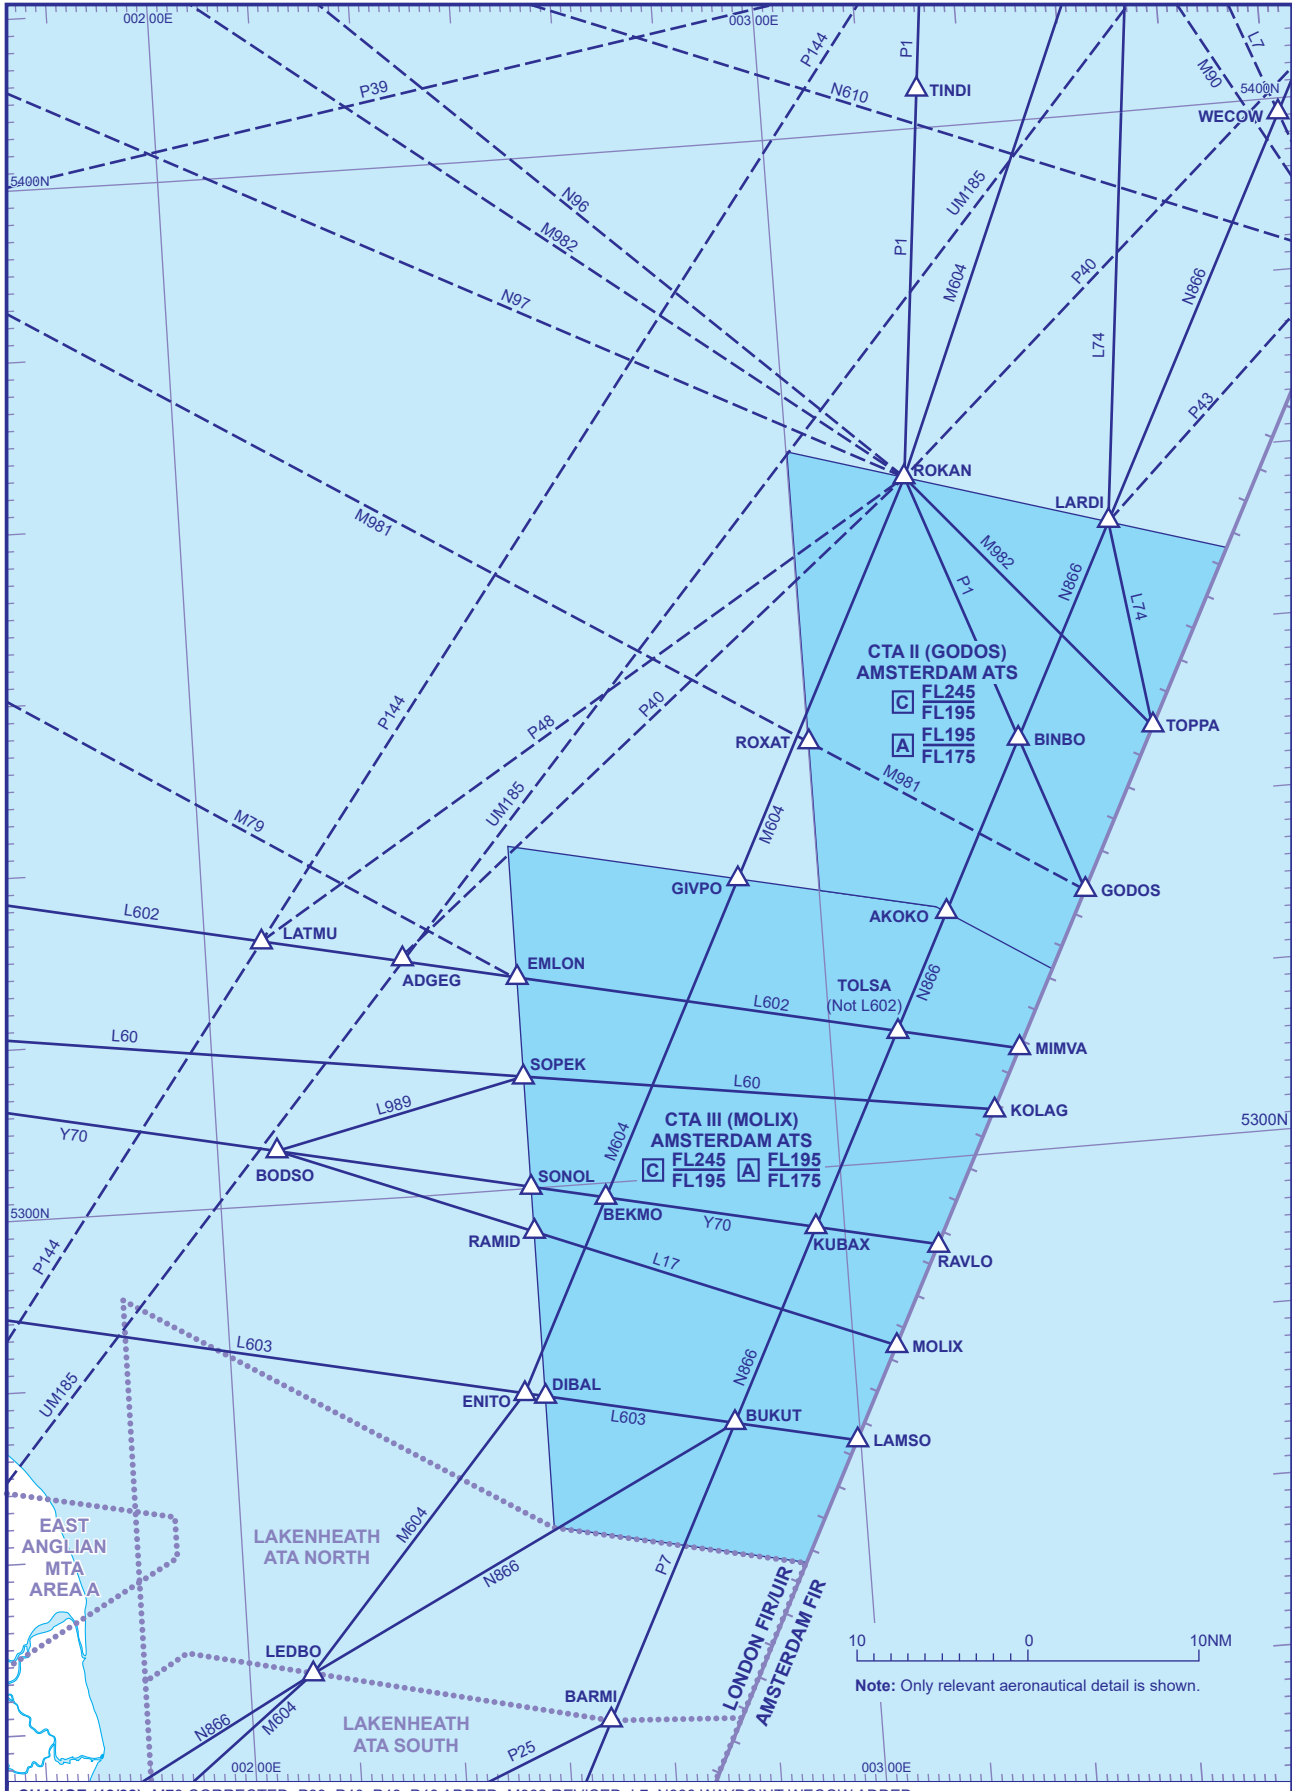 002 00E
003 00E
P144
P1
L7
M90
5400N
P39
N610
TINDI
WECOW
5400N
UM185
N96
M982
P1
M604
P40
N866
N97
L74
P43
M981
ROKAN
LARDI
M982
P1
N866
L74
CTA II (GODOS)
AMSTERDAM ATS
C FL245
FL195
A FL195
FL175
P144
P48
P40
ROXAT
BINBO
TOPPA
M981
UM185
M79
M604
GIVPO
AKOKO
GODOS
L602
LATMU
ADGEG
EMLON
TOLSA
(Not L602)
N866
L602
MIMVA
L60
SOPEK
L60
KOLAG
L989
Y70
CTA III (MOLIX)
AMSTERDAM ATS
C FL245
FL195
A FL195
FL175
5300N
M604
BODSO
SONOL
BEKMO
Y70
KUBAX
RAVLO
5300N
RAMID
L17
P144
MOLIX
L603
N866
UM185
ENITO
DIBAL
L603
BUKUT
LAMSO
M604
EAST
ANGLIAN
MTA
AREA A
LAKENHEATH
ATA NORTH
N866
P7
LONDON FIR/UIR
AMSTERDAM FIR
10
0
10NM
LEDBO
Note: Only relevant aeronautical detail is shown.
BARMI
N866
M604
LAKENHEATH
ATA SOUTH
P25
002 00E
003 00E